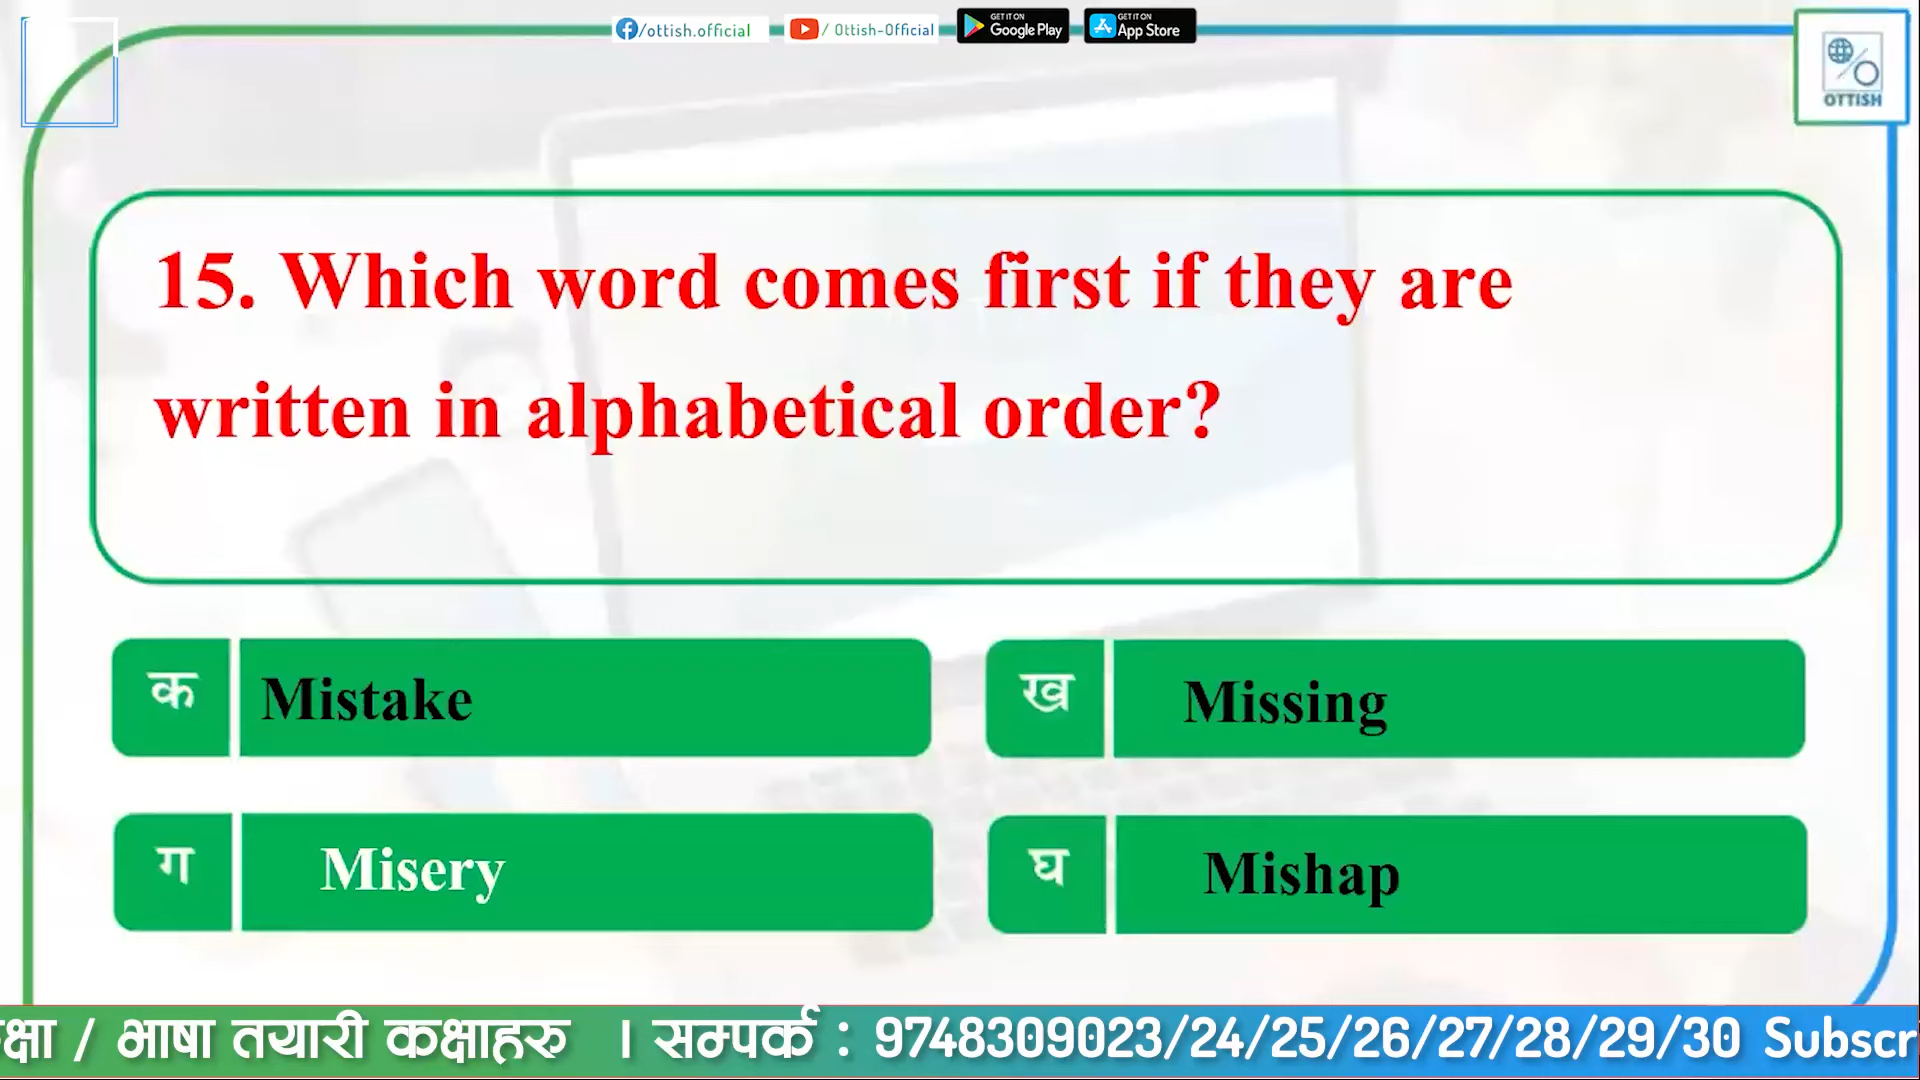 /ottish.official
/ Ottish-Official
GET IT ON
Google Play
GET IT ON
App Store
OTTISH
15. Which word comes first if they are
written in alphabetical order?
क Mistake
ख Missing
ग Misery
घ Mishap
क्षा / भाषा तयारी कक्षाहरु । सम्पर्क : 9748309023/24/25/26/27/28/29/30 Subscr